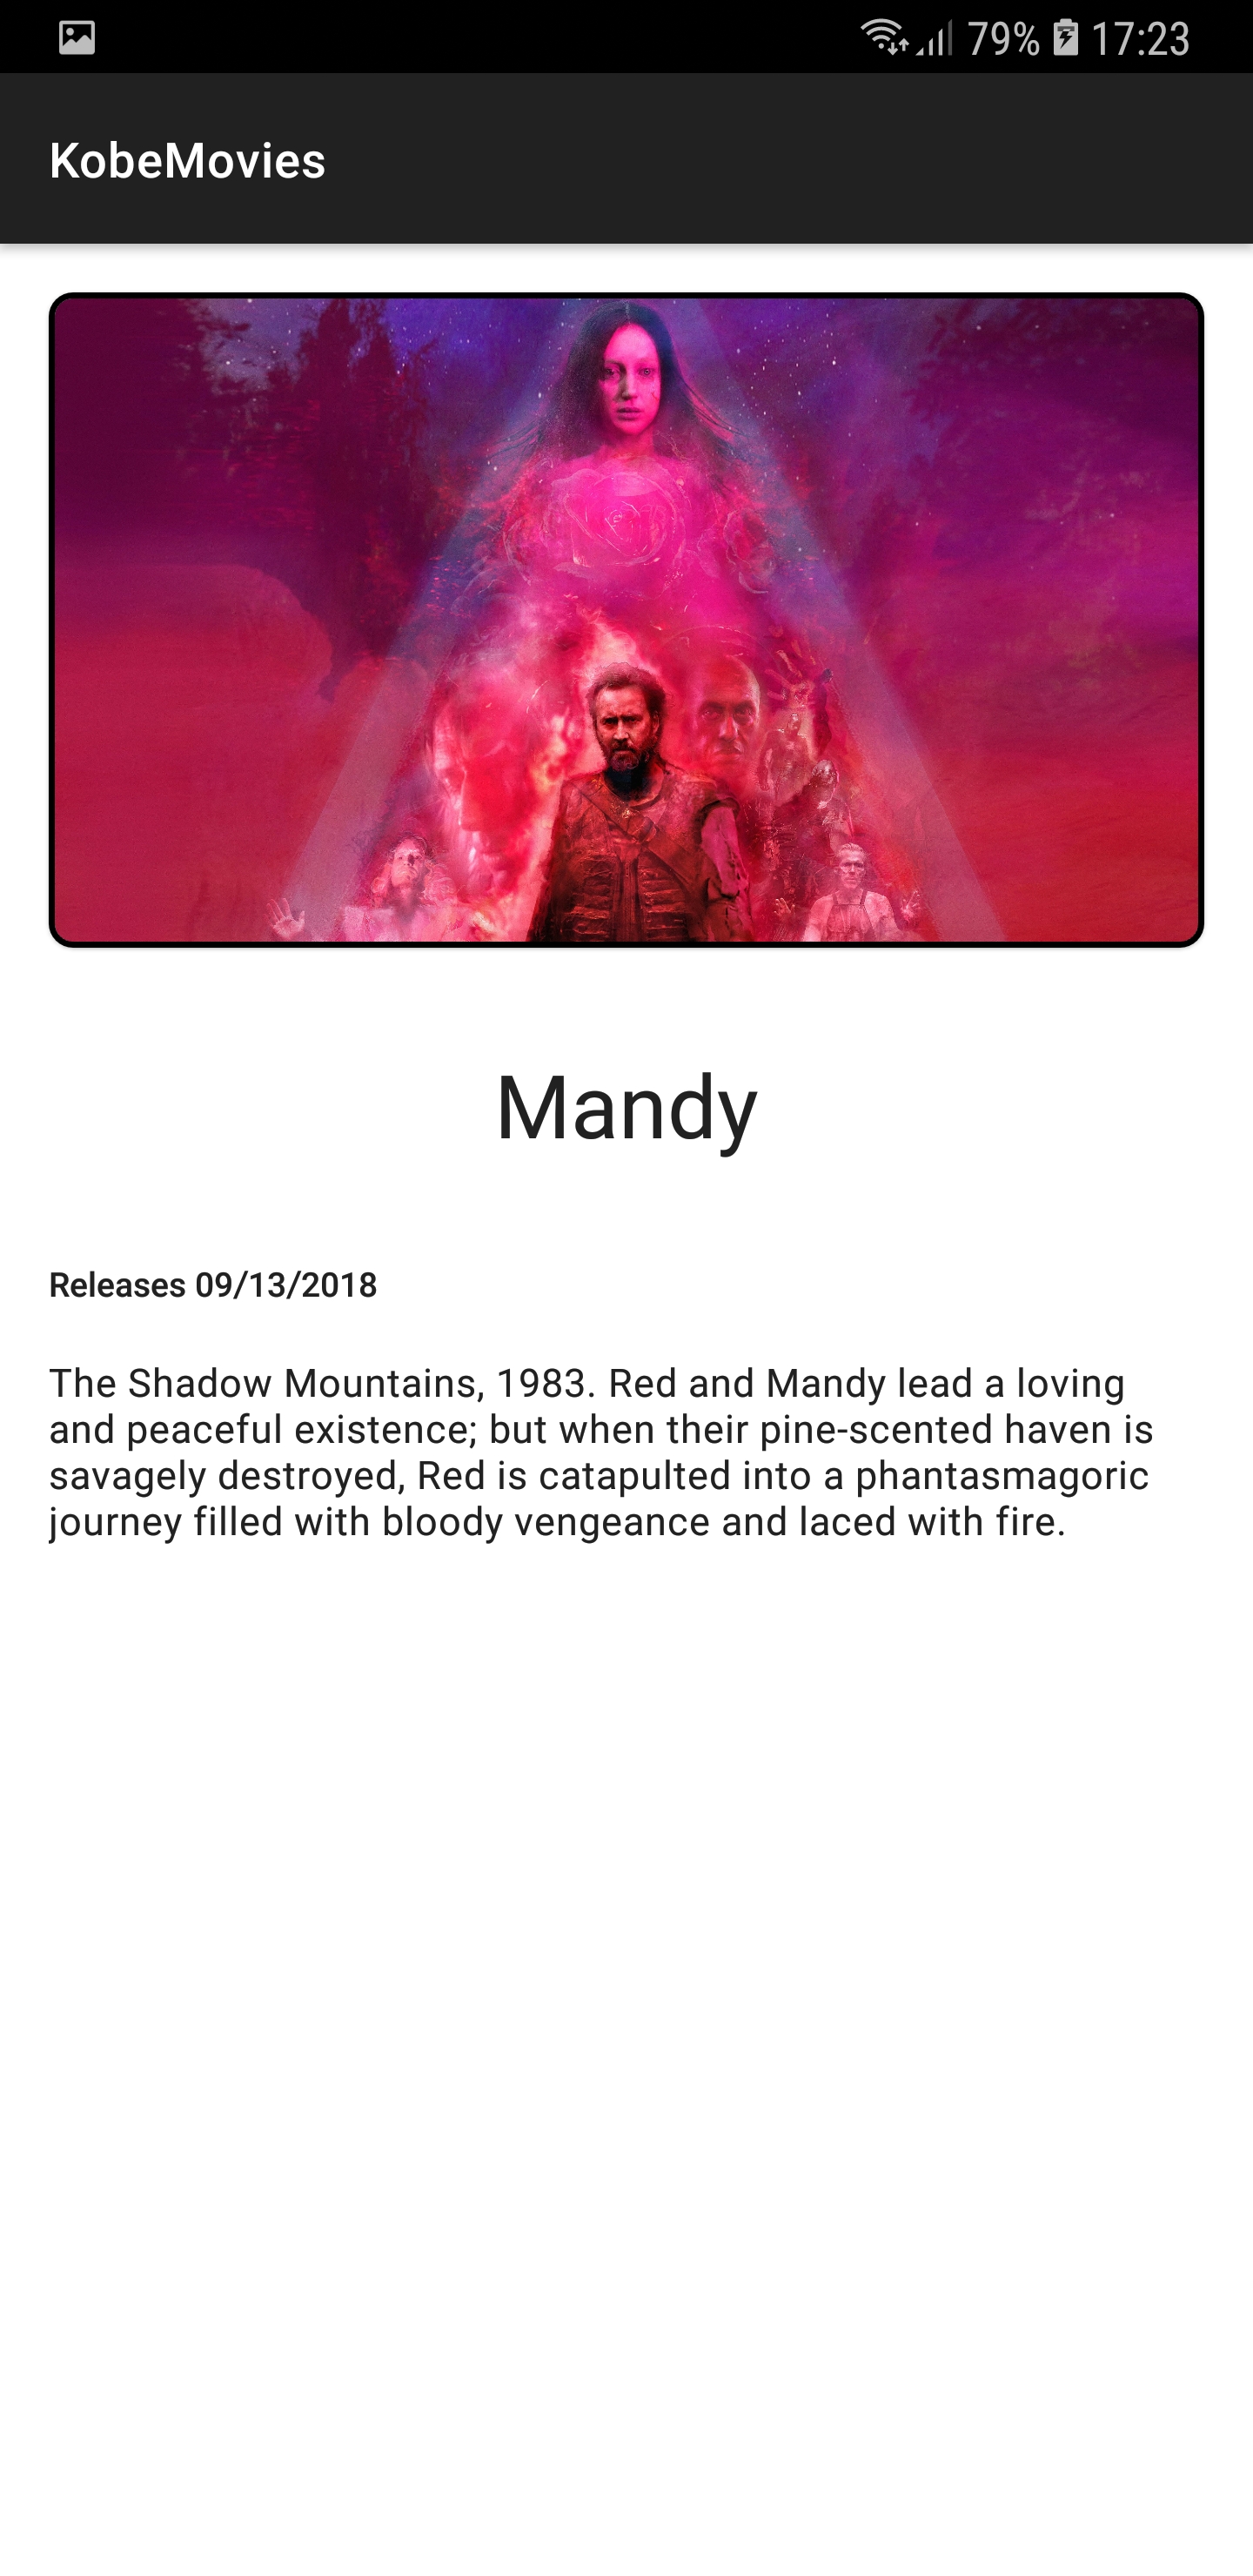 79% 17:23
KobeMovies
Mandy
Releases 09/13/2018
The Shadow Mountains, 1983. Red and Mandy lead a loving
and peaceful existence; but when their pine-scented haven is
savagely destroyed, Red is catapulted into a phantasmagoric
journey filled with bloody vengeance and laced with fire.